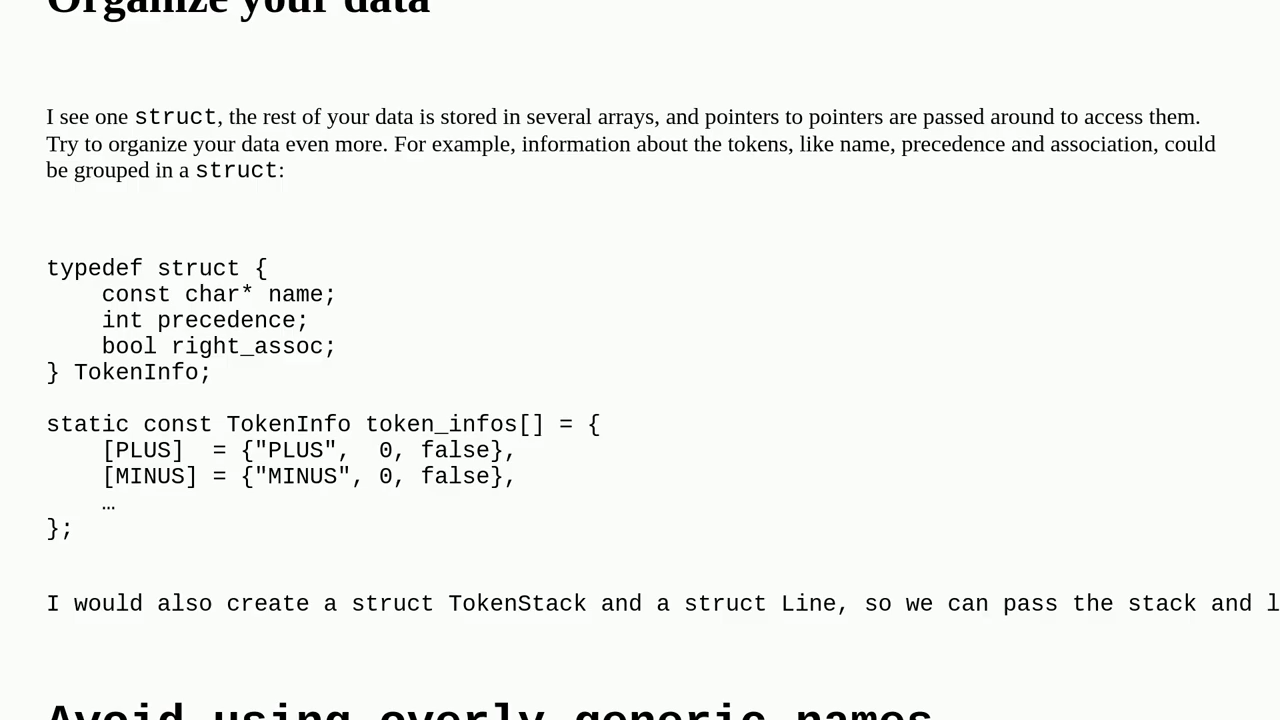 Organize your data
I see one struct, the rest of your data is stored in several arrays, and pointers to pointers are passed around to access them.
Try to organize your data even more. For example, information about the tokens, like name, precedence and association, could
be grouped in a struct:
typedef struct {
    const char* name;
    int precedence;
    bool right_assoc;
} TokenInfo;
static const TokenInfo token_infos[] = {
    [PLUS]  = {"PLUS",  0, false},
    [MINUS] = {"MINUS", 0, false},
    …
};
I would also create a struct TokenStack and a struct Line, so we can pass the stack and
Avoid using overly generic names